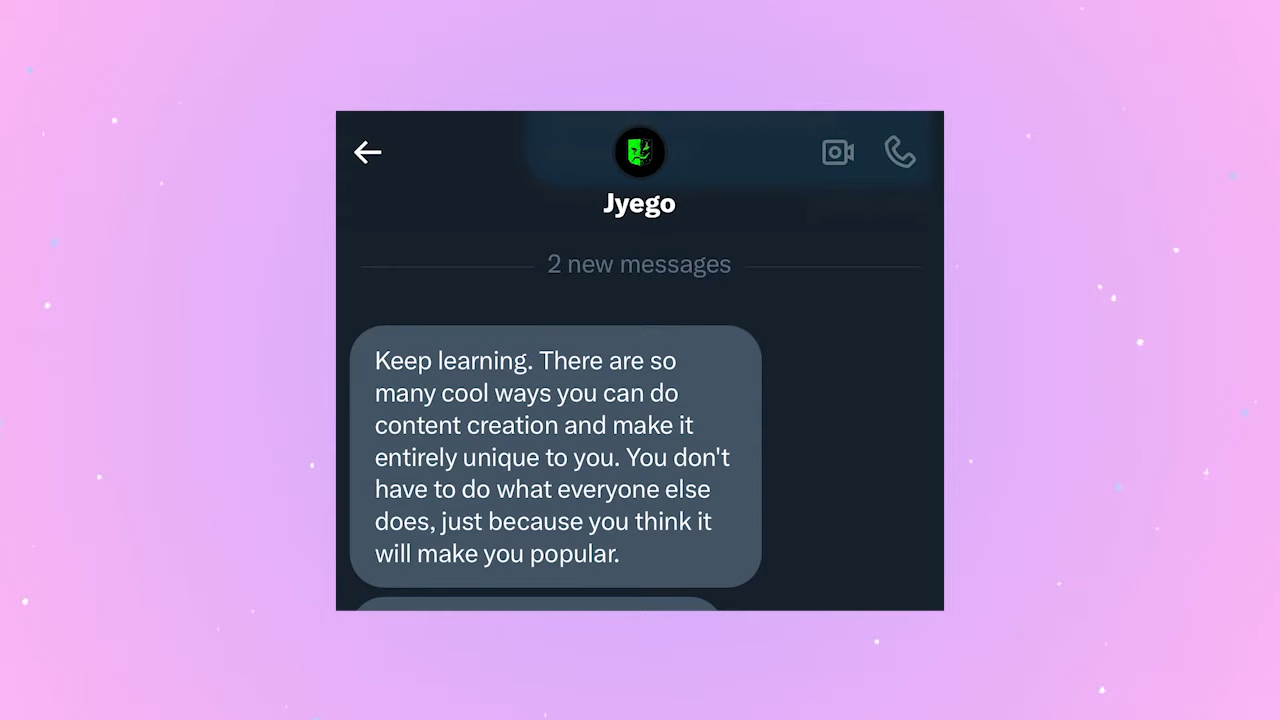 Jyego
2 new messages
Keep learning. There are so
many cool ways you can do
content creation and make it
entirely unique to you. You don't
have to do what everyone else
does, just because you think it
will make you popular.